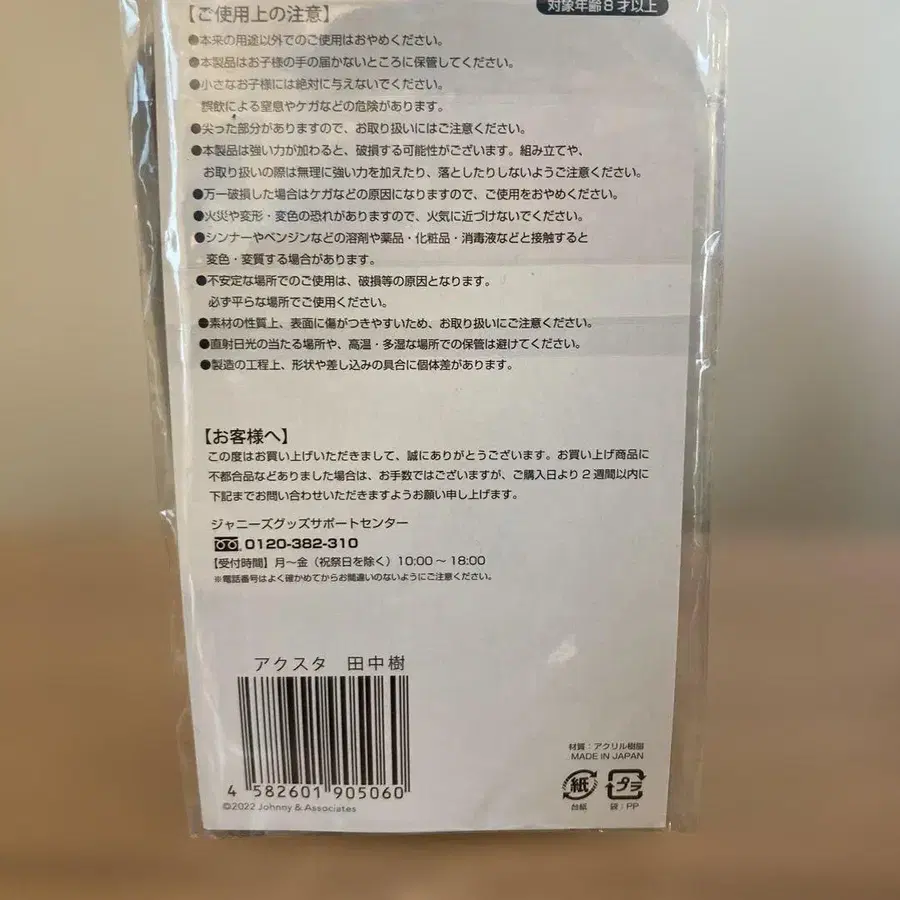 【ご使用上の注意】
対象年齢8才以上
●本来の用途以外でのご使用はおやめください。
●本製品はお子様の手の届かないところに保管してください。
●小さなお子様には絶対に与えないでください。
誤飲による窒息やケガなどの危険があります。
●尖った部分がありますので、お取り扱いにはご注意ください。
●本製品は強い力が加わると、破損する可能性がございます。組み立てや、
お取り扱いの際は無理に強い力を加えたり、落としたりしないようご注意ください。
●万一破損した場合はケガなどの原因になりますので、ご使用をおやめください。
●火災や変形・変色の恐れがありますので、火気に近づけないでください。
●シンナーやベンジンなどの溶剤や薬品・化粧品・消毒液などと接触すると
変色・変質する場合があります。
●不安定な場所でのご使用は、破損等の原因となります。
必ず平らな場所でご使用ください。
●素材の性質上、表面に傷がつきやすいため、お取り扱いにご注意ください。
●直射日光の当たる場所や、高温・多湿な場所での保管は避けてください。
●製造の工程上、形状や差し込みの具合に個体差があります。
【お客様へ】
この度はお買い上げいただきまして、誠にありがとうございます。お買い上げ商品に
不都合品などありました場合は、お手数ではございますが、ご購入日より2週間以内に
下記までお問い合わせいただきますようお願い申し上げます。
ジャニーズグッズサポートセンター
0120-382-310
【受付時間】月〜金（祝祭日を除く）10:00〜18:00
※電話番号はよく確かめてからお間違いのないようにご注意ください。
アクスタ 田中樹
4 582601 905060
©2022 Johnny & Associates
材質：アクリル樹脂
MADE IN JAPAN
紙 プラ
台紙 袋：PP